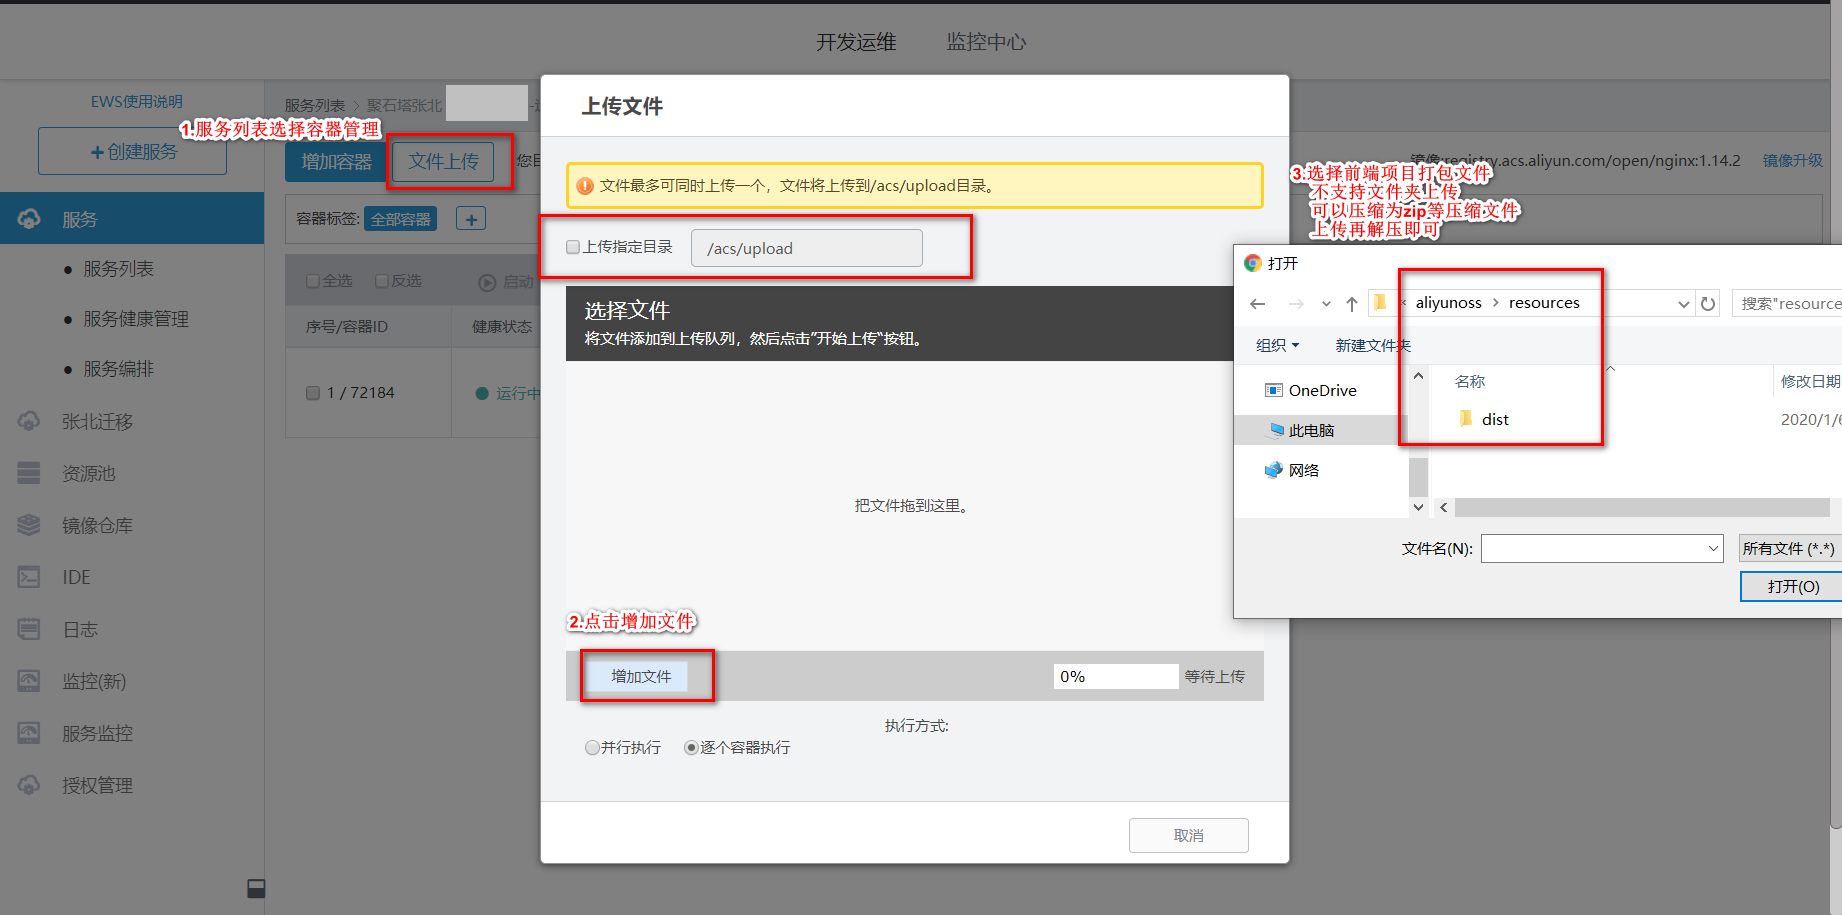 开发运维
监控中心
EWS使用说明
+创建服务
服务
服务列表
服务健康管理
服务编排
张北迁移
资源池
镜像仓库
IDE
日志
监控(新)
服务监控
授权管理
服务列表 > 聚石塔张北
1.服务列表选择容器管理
增加容器
文件上传
您
镜像:registry.acs.aliyun.com/open/nginx:1.14.2
镜像升级
容器标签: 全部容器 +
全选
反选
启动
序号/容器ID
健康状态
1 / 72184
运行中
上传文件
文件最多可同时上传一个，文件将上传到/acs/upload目录。
上传指定目录
/acs/upload
选择文件
将文件添加到上传队列，然后点击”开始上传“按钮。
把文件拖到这里。
2.点击增加文件
增加文件
0%
等待上传
执行方式:
并行执行
逐个容器执行
取消
3.选择前端项目打包文件
不支持文件夹上传
可以压缩为zip等压缩文件
上传再解压即可
打开
« aliyunoss > resources
搜索"resource
组织
新建文件夹
OneDrive
此电脑
网络
名称
修改日期
dist
2020/1/6
文件名(N):
所有文件 (*.*)
打开(O)